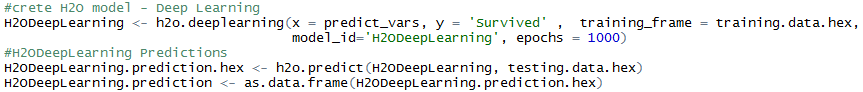 #crete H2O model - Deep Learning
H2ODeepLearning <- h2o.deeplearning(x = predict_vars, y = 'Survived' ,  training_frame = training.data.hex,
                                    model_id='H2ODeepLearning', epochs = 1000)
#H2ODeepLearning Predictions
H2ODeepLearning.prediction.hex <- h2o.predict(H2ODeepLearning, testing.data.hex)
H2ODeepLearning.prediction <- as.data.frame(H2ODeepLearning.prediction.hex)